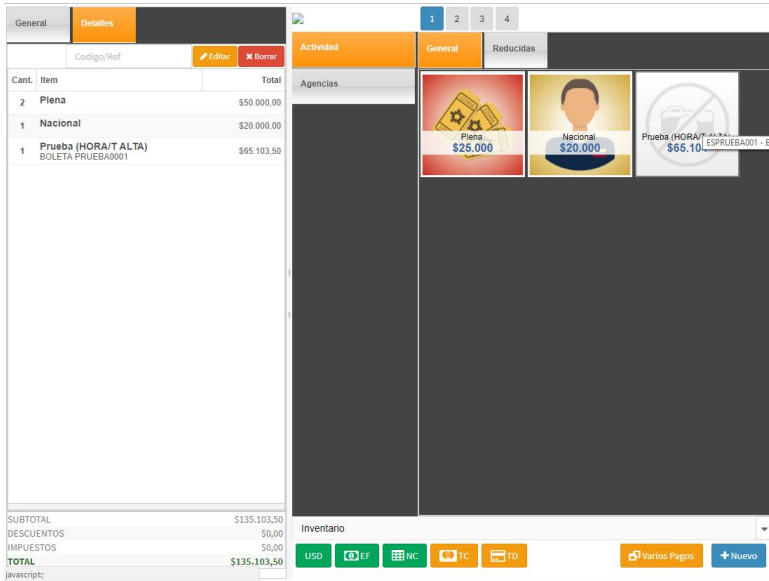 General Detalles
Codigo/Ref Editar Borrar
Cant. Item Total
2 Plena $50.000,00
1 Nacional $20.000,00
1 Prueba (HORA/T ALTA) $65.103,50
BOLETA PRUEBA0001
SUBTOTAL $135.103,50
DESCUENTOS $0,00
IMPUESTOS $0,00
TOTAL $135.103,50
javascript:;
1 2 3 4
Actividad General Reducidas
Agencias
Plena
$25.000
Nacional
$20.000
Prueba (HORA/T ALTA)
$65.104
ESPRUEBA001 - E
Inventario
USD EF NC TC TD Varios Pagos Nuevo